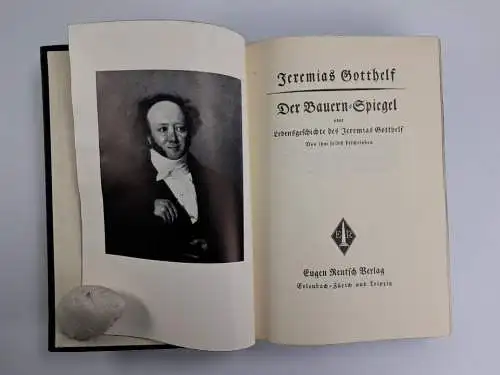 Jeremias Gotthelf
Der Bauern-Spiegel
oder
Lebensgeschichte des Jeremias Gotthelf
Von ihm selbst beschrieben
E R
Eugen Rentsch Verlag
Erlenbach-Zürich und Leipzig